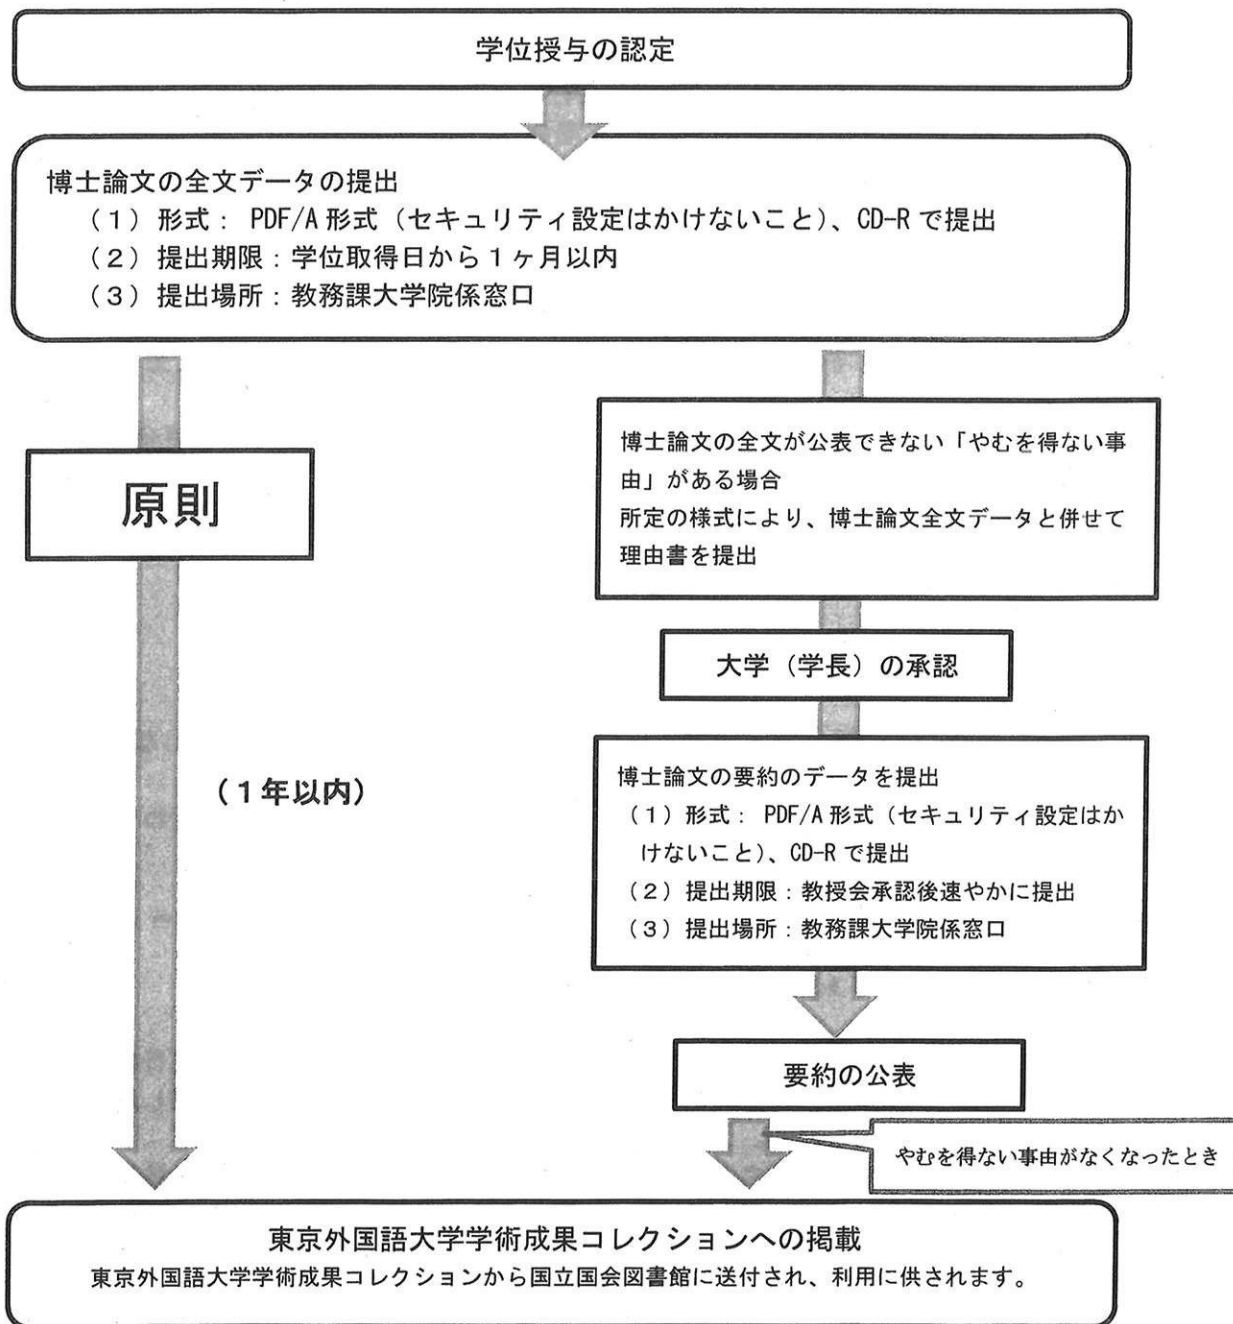 学位授与の認定
博士論文の全文データの提出
(1)形式： PDF/A 形式(セキュリティ設定はかけないこと)、CD-R で提出
(2)提出期限：学位取得日から１ヶ月以内
(3)提出場所：教務課大学院係窓口
原則
(１年以内)
博士論文の全文が公表できない「やむを得ない事
由」がある場合
所定の様式により、博士論文全文データと併せて
理由書を提出
大学（学長）の承認
博士論文の要約のデータを提出
(1)形式： PDF/A 形式（セキュリティ設定はか
けないこと）、CD-R で提出
(2)提出期限：教授会承認後速やかに提出
(3)提出場所：教務課大学院係窓口
要約の公表
やむを得ない事由がなくなったとき
東京外国語大学学術成果コレクションへの掲載
東京外国語大学学術成果コレクションから国立国会図書館に送付され、利用に供されます。